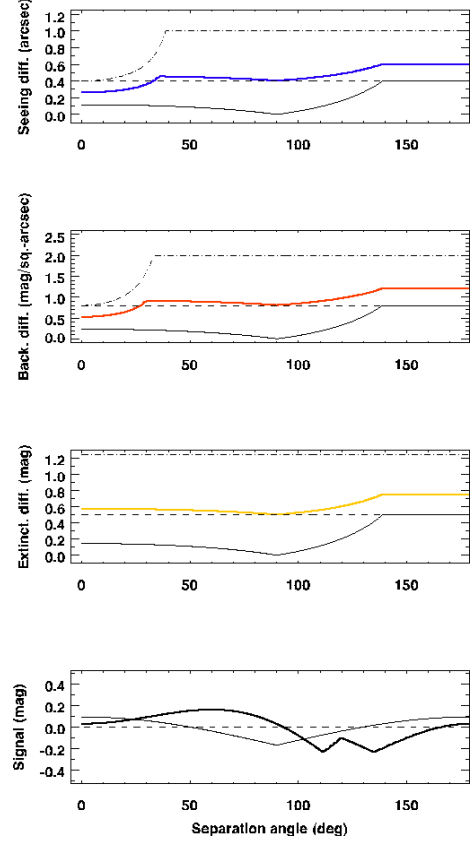 Seeing diff. (arcsec)
1.2
1.0
0.8
0.6
0.4
0.2
0.0
0 50 100 150
Back. diff. (mag/sq.-arcsec)
2.5
2.0
1.5
1.0
0.5
0.0
0 50 100 150
Extinct. diff. (mag)
1.2
1.0
0.8
0.6
0.4
0.2
0.0
0 50 100 150
Signal (mag)
0.4
0.2
0.0
-0.2
-0.4
0 50 100 150
Separation angle (deg)